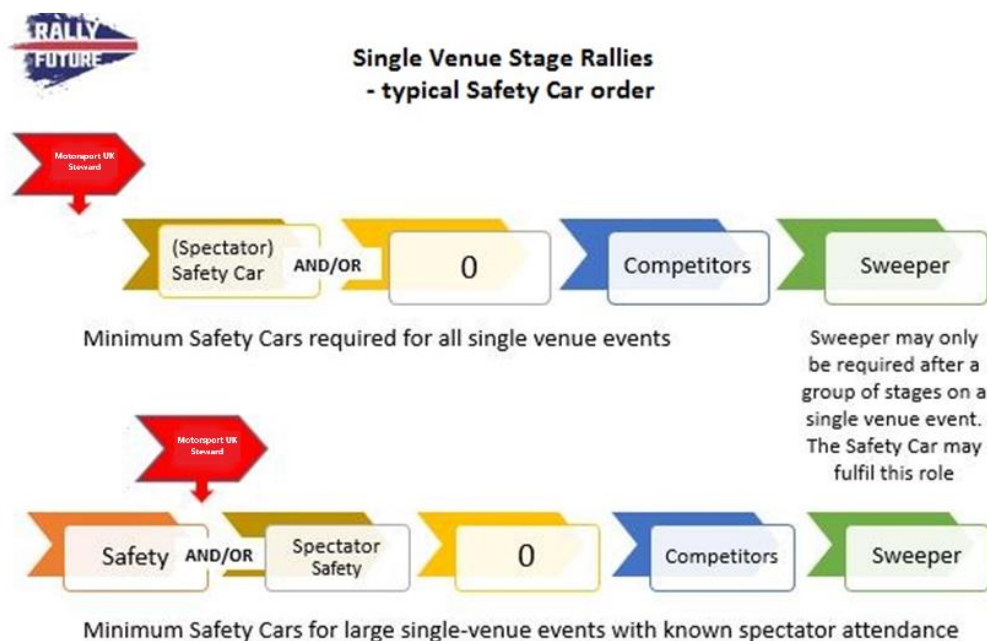 RALLY
FUTURE
Single Venue Stage Rallies
- typical Safety Car order
Motorsport UK
Steward
(Spectator)
Safety Car
AND/OR
0
Competitors
Sweeper
Minimum Safety Cars required for all single venue events
Sweeper may only
be required after a
group of stages on a
single venue event.
The Safety Car may
fulfil this role
Motorsport UK
Steward
Safety
AND/OR
Spectator
Safety
0
Competitors
Sweeper
Minimum Safety Cars for large single-venue events with known spectator attendance